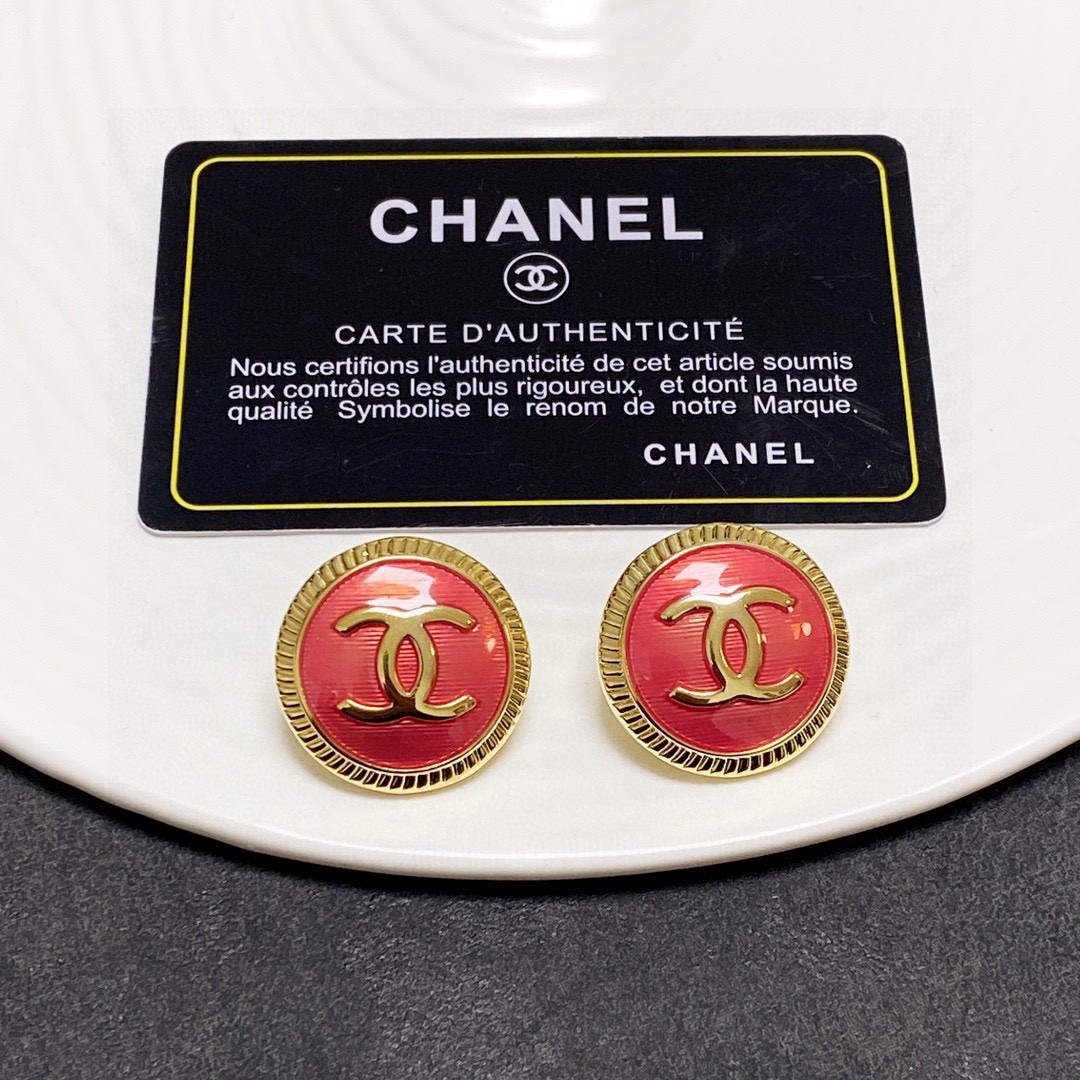 CHANEL
CARTE D'AUTHENTICITÉ
Nous certifions l'authenticité de cet article soumis
aux contrôles les plus rigoureux, et dont la haute
qualité Symbolise le renom de notre Marque.
CHANEL